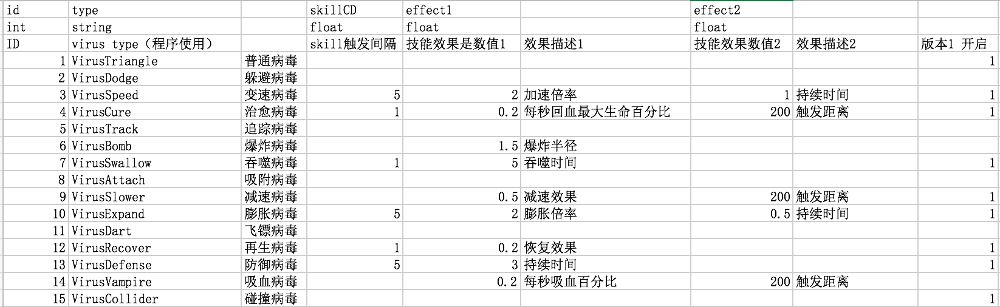 id type skillCD effect1 effect2
int string float float float
ID virus type（程序使用） skill触发间隔 技能效果是数值1 效果描述1 技能效果数值2 效果描述2 版本1 开启
1 VirusTriangle 普通病毒 1
2 VirusDodge 躲避病毒
3 VirusSpeed 变速病毒 5 2 加速倍率 1 持续时间 1
4 VirusCure 治愈病毒 1 0.2 每秒回血最大生命百分比 200 触发距离 1
5 VirusTrack 追踪病毒
6 VirusBomb 爆炸病毒 1.5 爆炸半径
7 VirusSwallow 吞噬病毒 1 5 吞噬时间 1
8 VirusAttach 吸附病毒
9 VirusSlower 减速病毒 0.5 减速效果 200 触发距离 1
10 VirusExpand 膨胀病毒 5 2 膨胀倍率 0.5 持续时间 1
11 VirusDart 飞镖病毒
12 VirusRecover 再生病毒 1 0.2 恢复效果 1
13 VirusDefense 防御病毒 5 3 持续时间 1
14 VirusVampire 吸血病毒 0.2 每秒吸血百分比 200 触发距离
15 VirusCollider 碰撞病毒 1